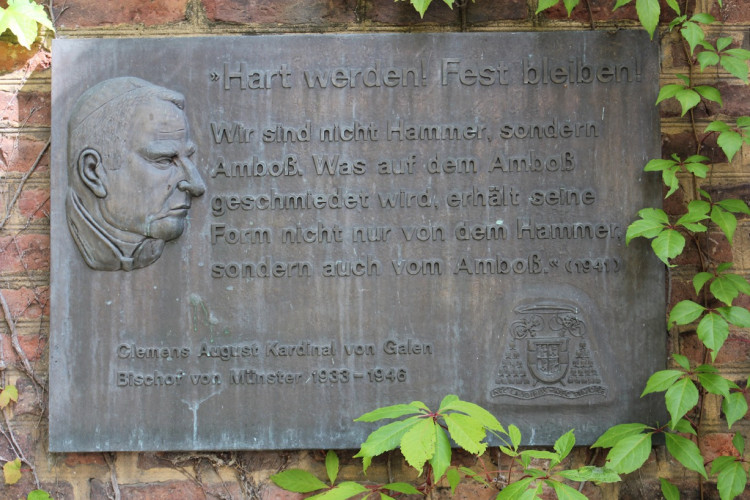 »Hart werden! Fest bleiben!
Wir sind nicht Hammer, sondern
Amboß. Was auf dem Amboß
geschmiedet wird, erhält seine
Form nicht nur von dem Hammer,
sondern auch vom Amboß.« (1941)
Clemens August Kardinal von Galen
Bischof von Münster 1933-1946